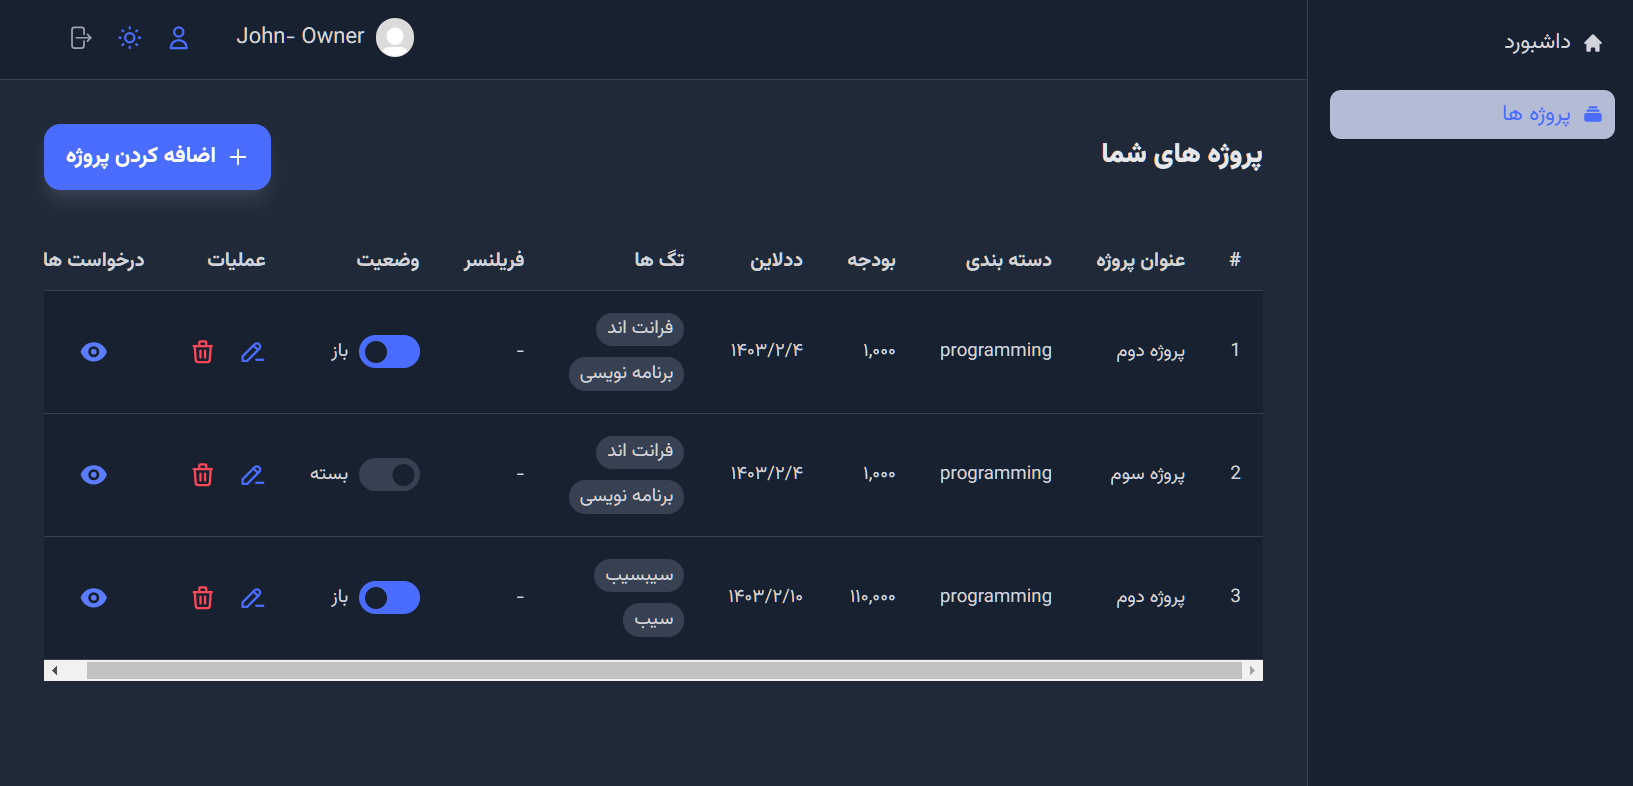 داشبورد
پروژه ها
John- Owner
پروژه های شما
اضافه کردن پروژه
# عنوان پروژه دسته بندی بودجه ددلاین تگ ها فریلنسر وضعیت عملیات درخواست ها
1 پروژه دوم programming ۱,۰۰۰ ۱۴۰۳/۲/۴ فرانت اند - باز
برنامه نویسی
2 پروژه سوم programming ۱,۰۰۰ ۱۴۰۳/۲/۴ فرانت اند - بسته
برنامه نویسی
3 پروژه دوم programming ۱۱۰,۰۰۰ ۱۴۰۳/۲/۱۰ سیبسیب - باز
سیب